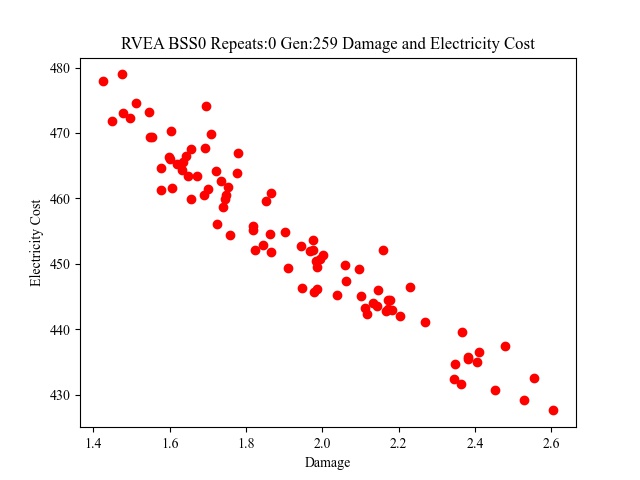 RVEA BSS0 Repeats:0 Gen:259 Damage and Electricity Cost
480
470
460
450
440
430
Electricity Cost
1.4 1.6 1.8 2.0 2.2 2.4 2.6
Damage